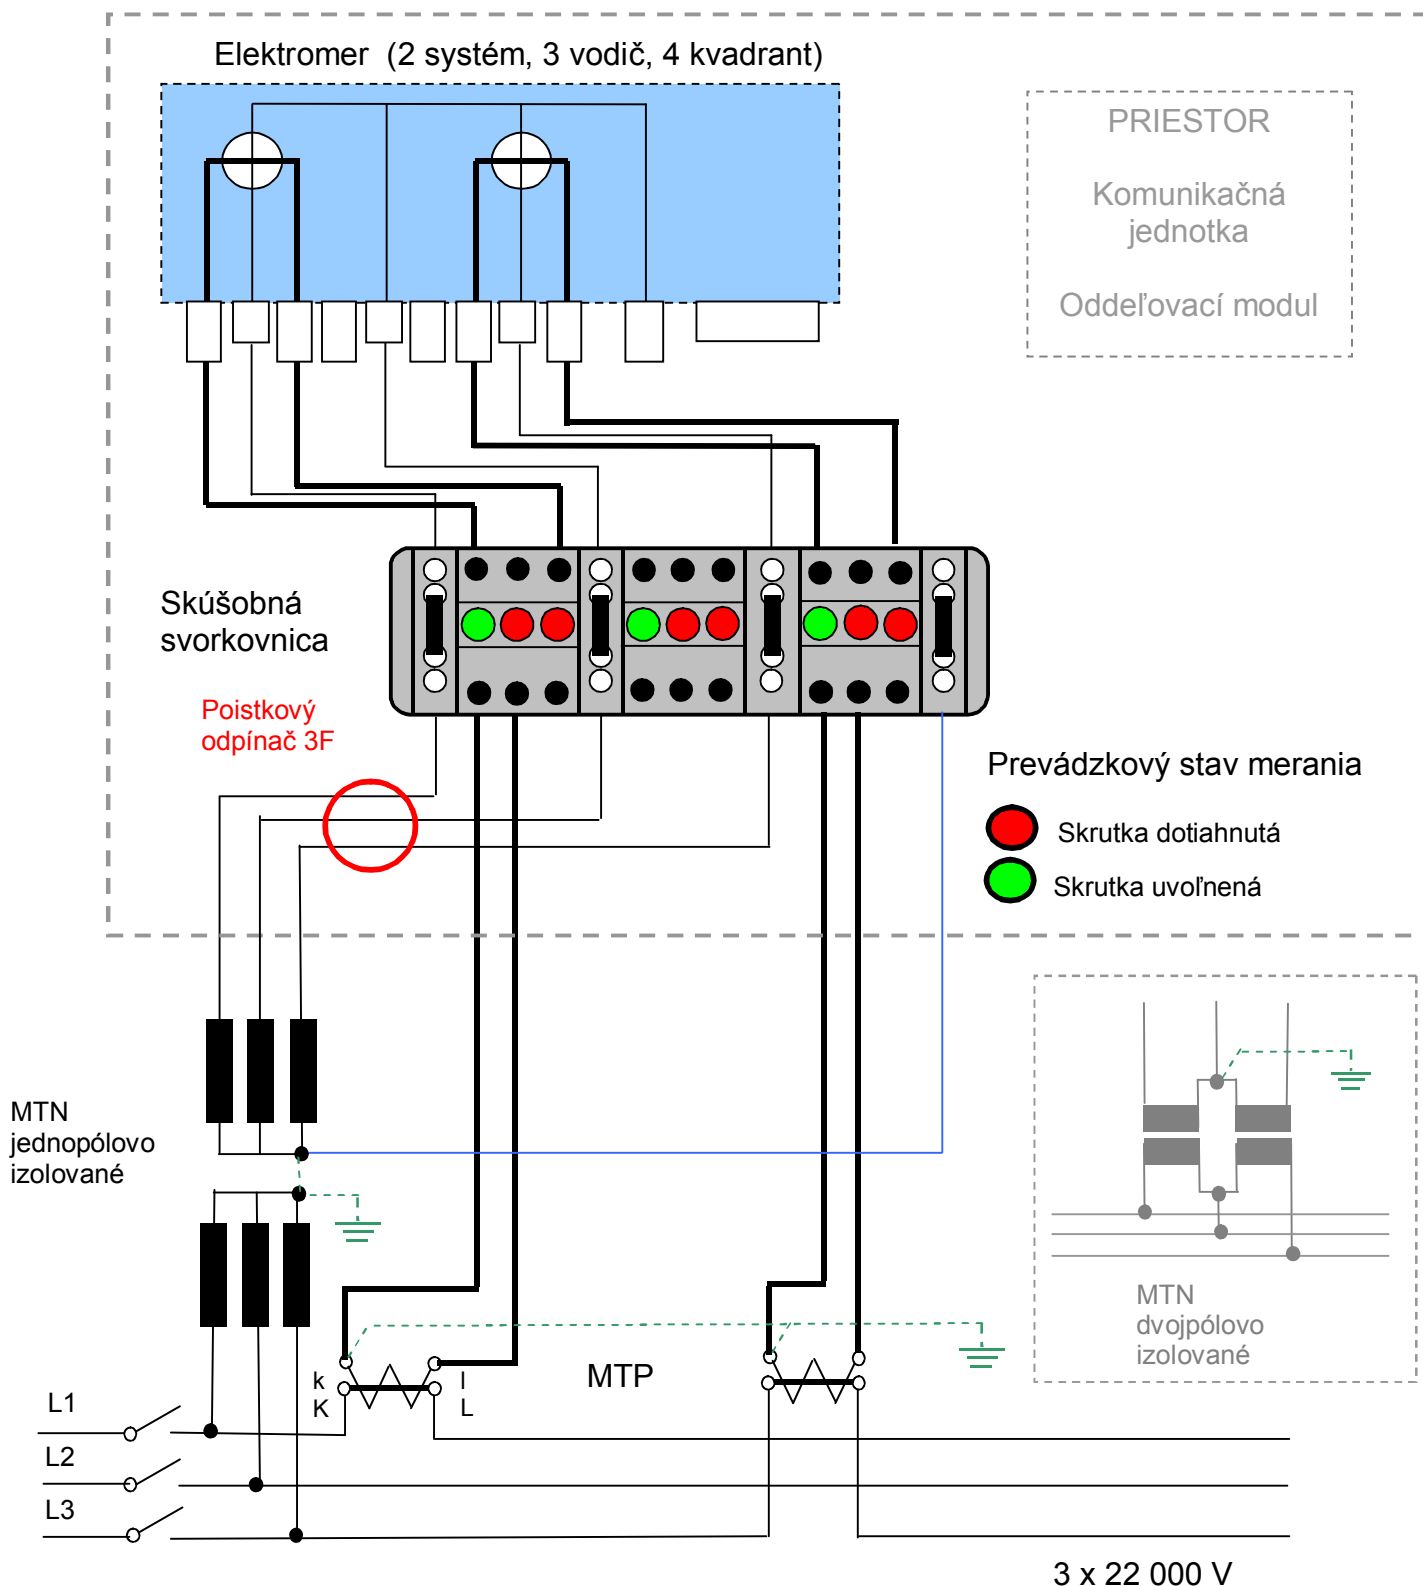 Elektromer  (2 systém, 3 vodič, 4 kvadrant)
PRIESTOR
Komunikačná
jednotka
Oddeľovací modul
Skúšobná
svorkovnica
Poistkový
odpínač 3F
Prevádzkový stav merania
Skrutka dotiahnutá
Skrutka uvoľnená
MTN
jednopólovo
izolované
MTN
dvojpólovo
izolované
MTP
k
K
l
L
L1
L2
L3
3 x 22 000 V